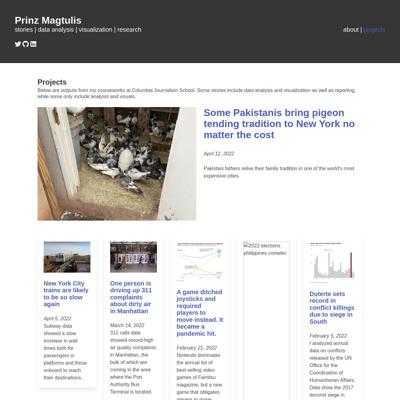 Prinz Magtulis
stories | data analysis | visualization | research
about | projects
Projects
Below are outputs from my courseworks at Columbia Journalism School. Some stories include data analysis and visualization as well as reporting,
while some only include analysis and visuals.
Some Pakistanis bring pigeon
tending tradition to New York no
matter the cost
April 12, 2022
Pakistani fathers relive their family tradition in one of the world's most
expensive cities.
New York City
trains are likely
to be so slow
again
April 5, 2022
Subway data
showed a slow
increase in wait
times both for
passengers in
platforms and those
onboard to reach
their destinations.
One person is
driving up 311
complaints
about dirty air
in Manhattan
March 14, 2022
311 calls data
showed record-high
air quality complaints
in Manhattan, the
bulk of which are
coming in the area
where the Port
Authority Bus
Terminal is located.
A game ditched
joysticks and
required
players to
move instead. It
became a
pandemic hit.
February 21, 2022
Nintendo dominates
the annual list of
best-selling video
games of Famitsu
magazine, but a new
game that obligates
players to move
2022 elections
philippines comelec
Duterte sets
record in
conflict killings
due to siege in
South
February 5, 2022
I analyzed annual
data on conflicts
released by the UN
Office for the
Coordination of
Humanitarian Affairs.
Data show the 2017
terrorist siege in